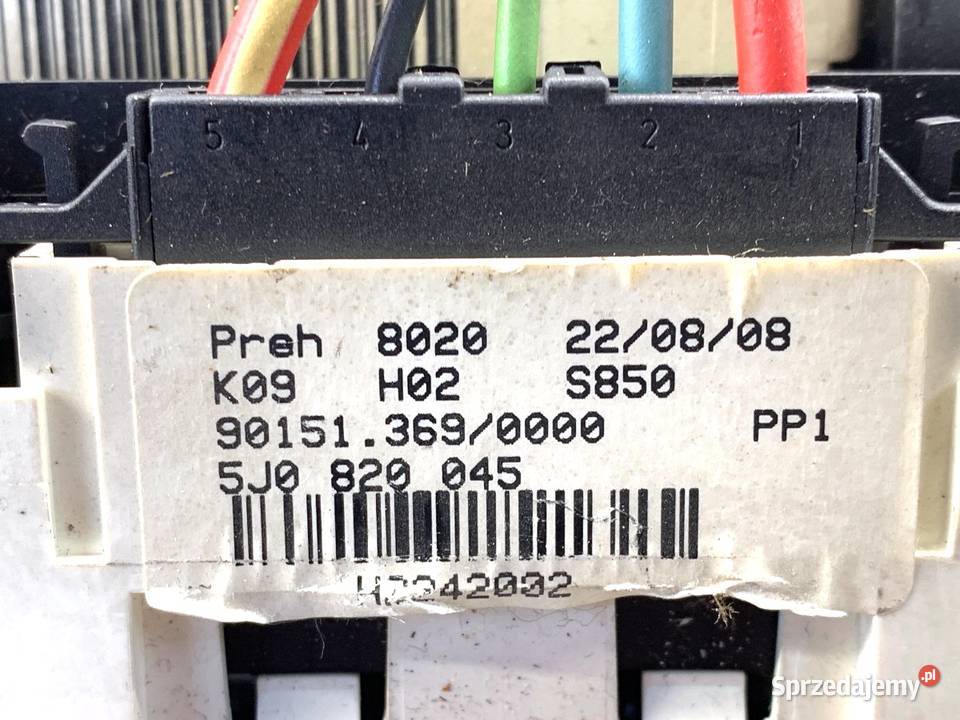 5 4 3 2 1
Preh 8020 22/08/08
K09 H02 S850
90151.369/0000 PP1
5J0 820 045
Sprzedajemy.pl